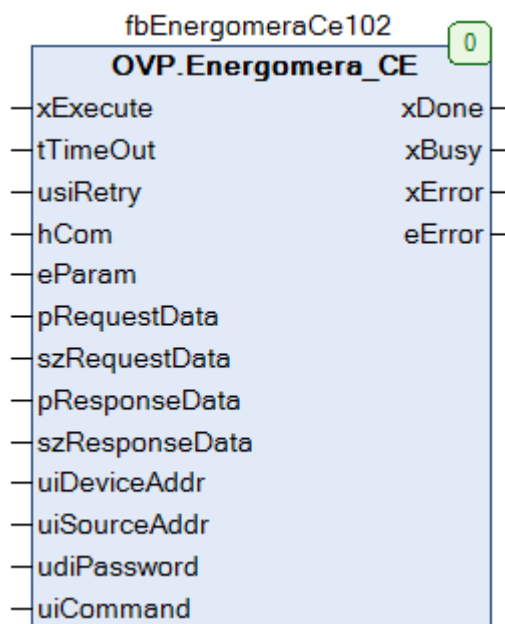 fbEnergomeraCe102
0
OVP.Energomera_CE
xExecute xDone
tTimeOut xBusy
usiRetry xError
hCom eError
eParam
pRequestData
szRequestData
pResponseData
szResponseData
uiDeviceAddr
uiSourceAddr
udiPassword
uiCommand